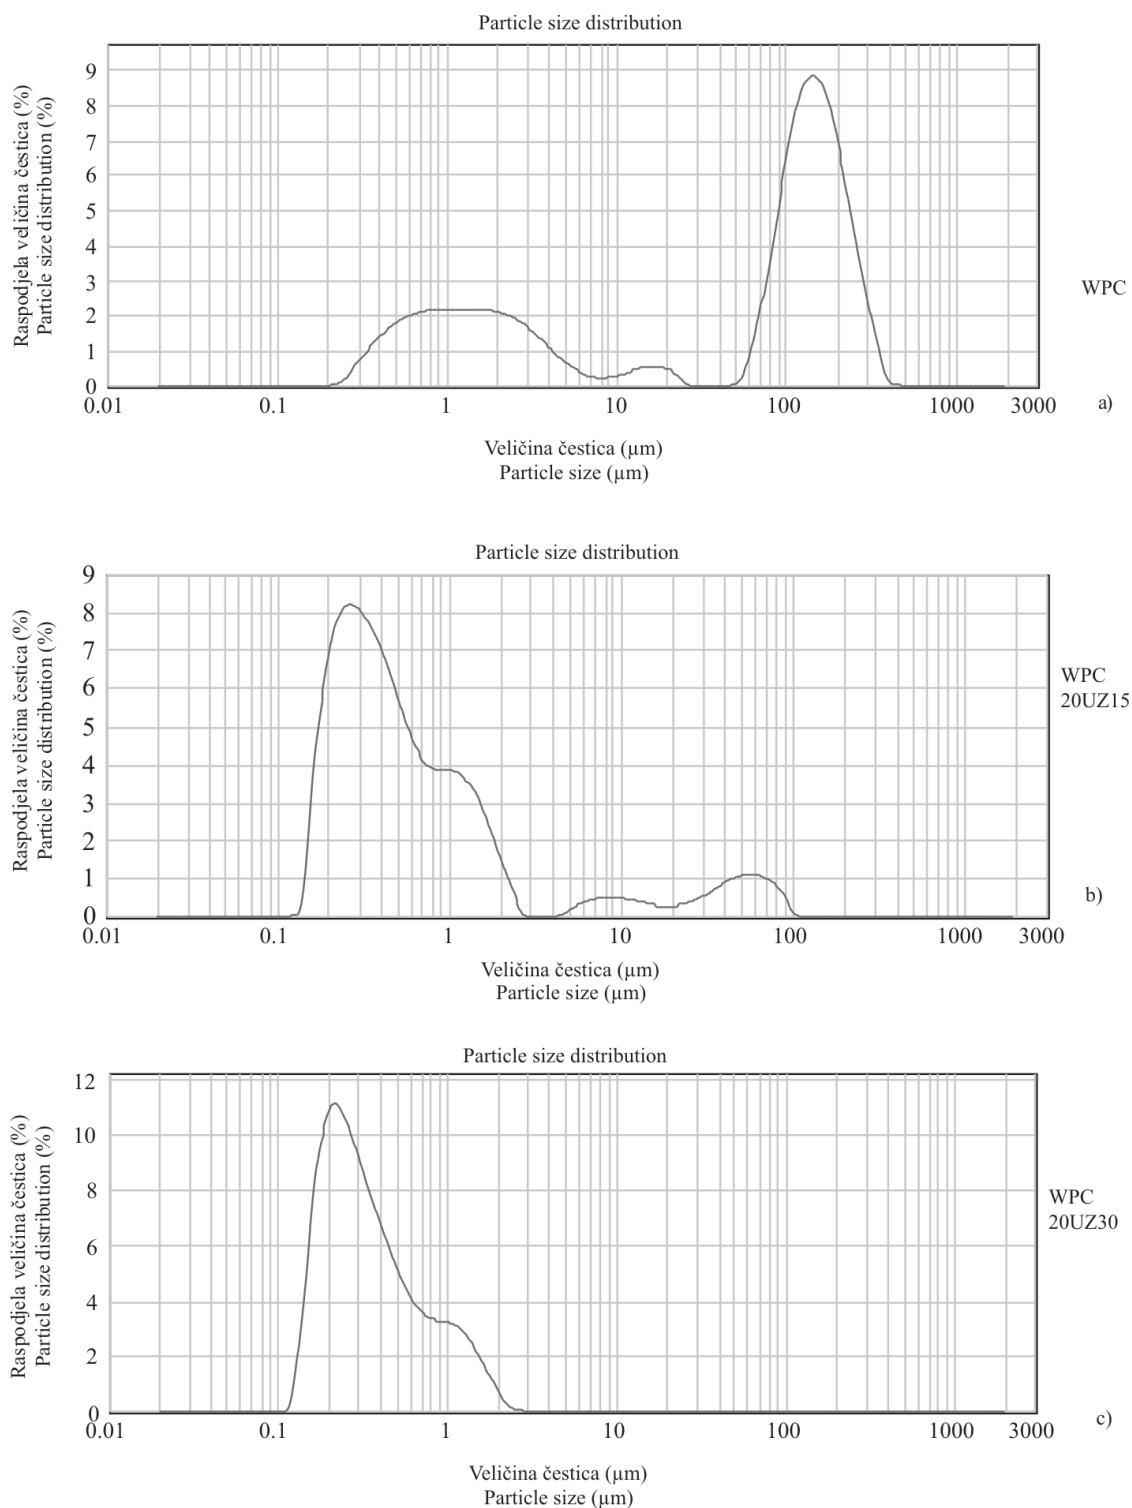 Particle size distribution
Raspodjela veličina čestica (%)
Particle size distribution (%)
9
8
7
6
5
4
3
2
1
0
0.01 0.1 1 10 100 1000 3000
Veličina čestica (µm)
Particle size (µm)
WPC
a)
Particle size distribution
Raspodjela veličina čestica (%)
Particle size distribution (%)
9
8
7
6
5
4
3
2
1
0
0.01 0.1 1 10 100 1000 3000
Veličina čestica (µm)
Particle size (µm)
WPC
20UZ15
b)
Particle size distribution
Raspodjela veličina čestica (%)
Particle size distribution (%)
12
10
8
6
4
2
0
0.01 0.1 1 10 100 1000 3000
Veličina čestica (µm)
Particle size (µm)
WPC
20UZ30
c)